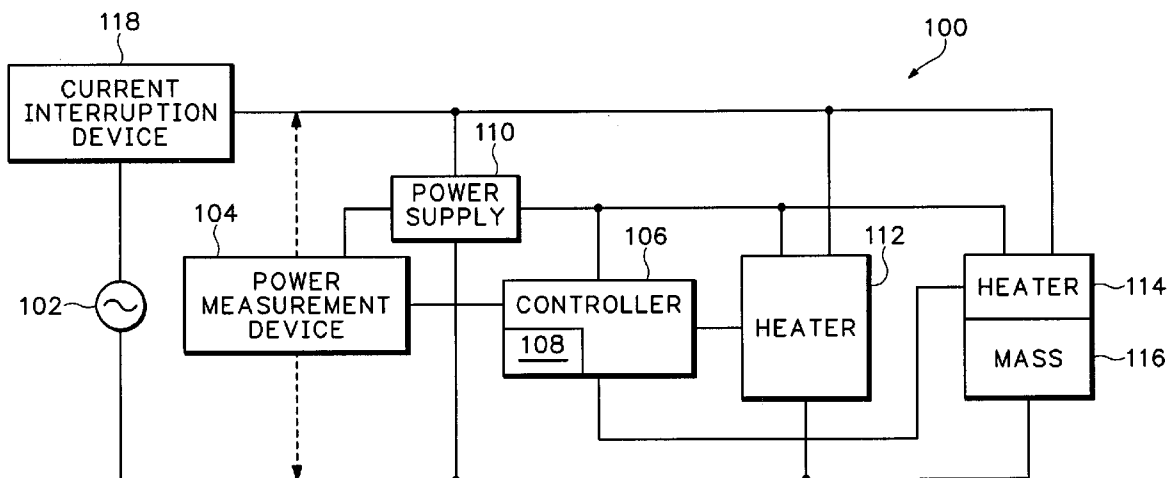 118
CURRENT
INTERRUPTION
DEVICE
100
110
POWER
SUPPLY
104
POWER
MEASUREMENT
DEVICE
102
106
CONTROLLER
108
112
HEATER
HEATER
114
MASS
116